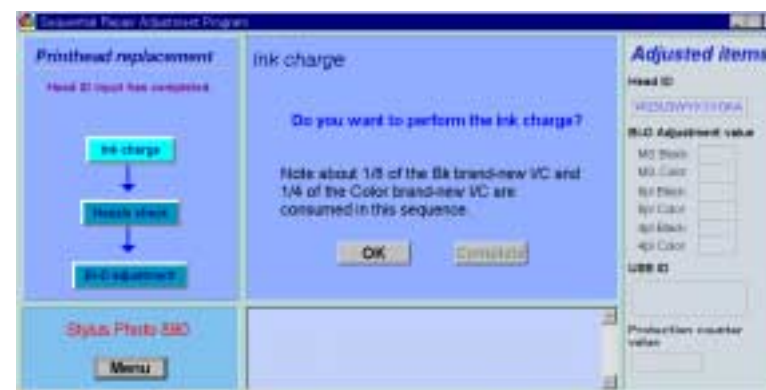 Sequential Repair Adjustment Program
Printhead replacement
Head ID input has completed.
Ink charge
Nozzle check
Bi-D adjustment
Stylus Photo 890
Menu
Ink charge
Do you want to perform the ink charge?
Note about 1/8 of the Bk brand-new I/C and
1/4 of the Color brand-new I/C are
consumed in this sequence.
OK
Complete
Adjusted items
Head ID
Bi-D Adjustment value
USB ID
Protection counter
value